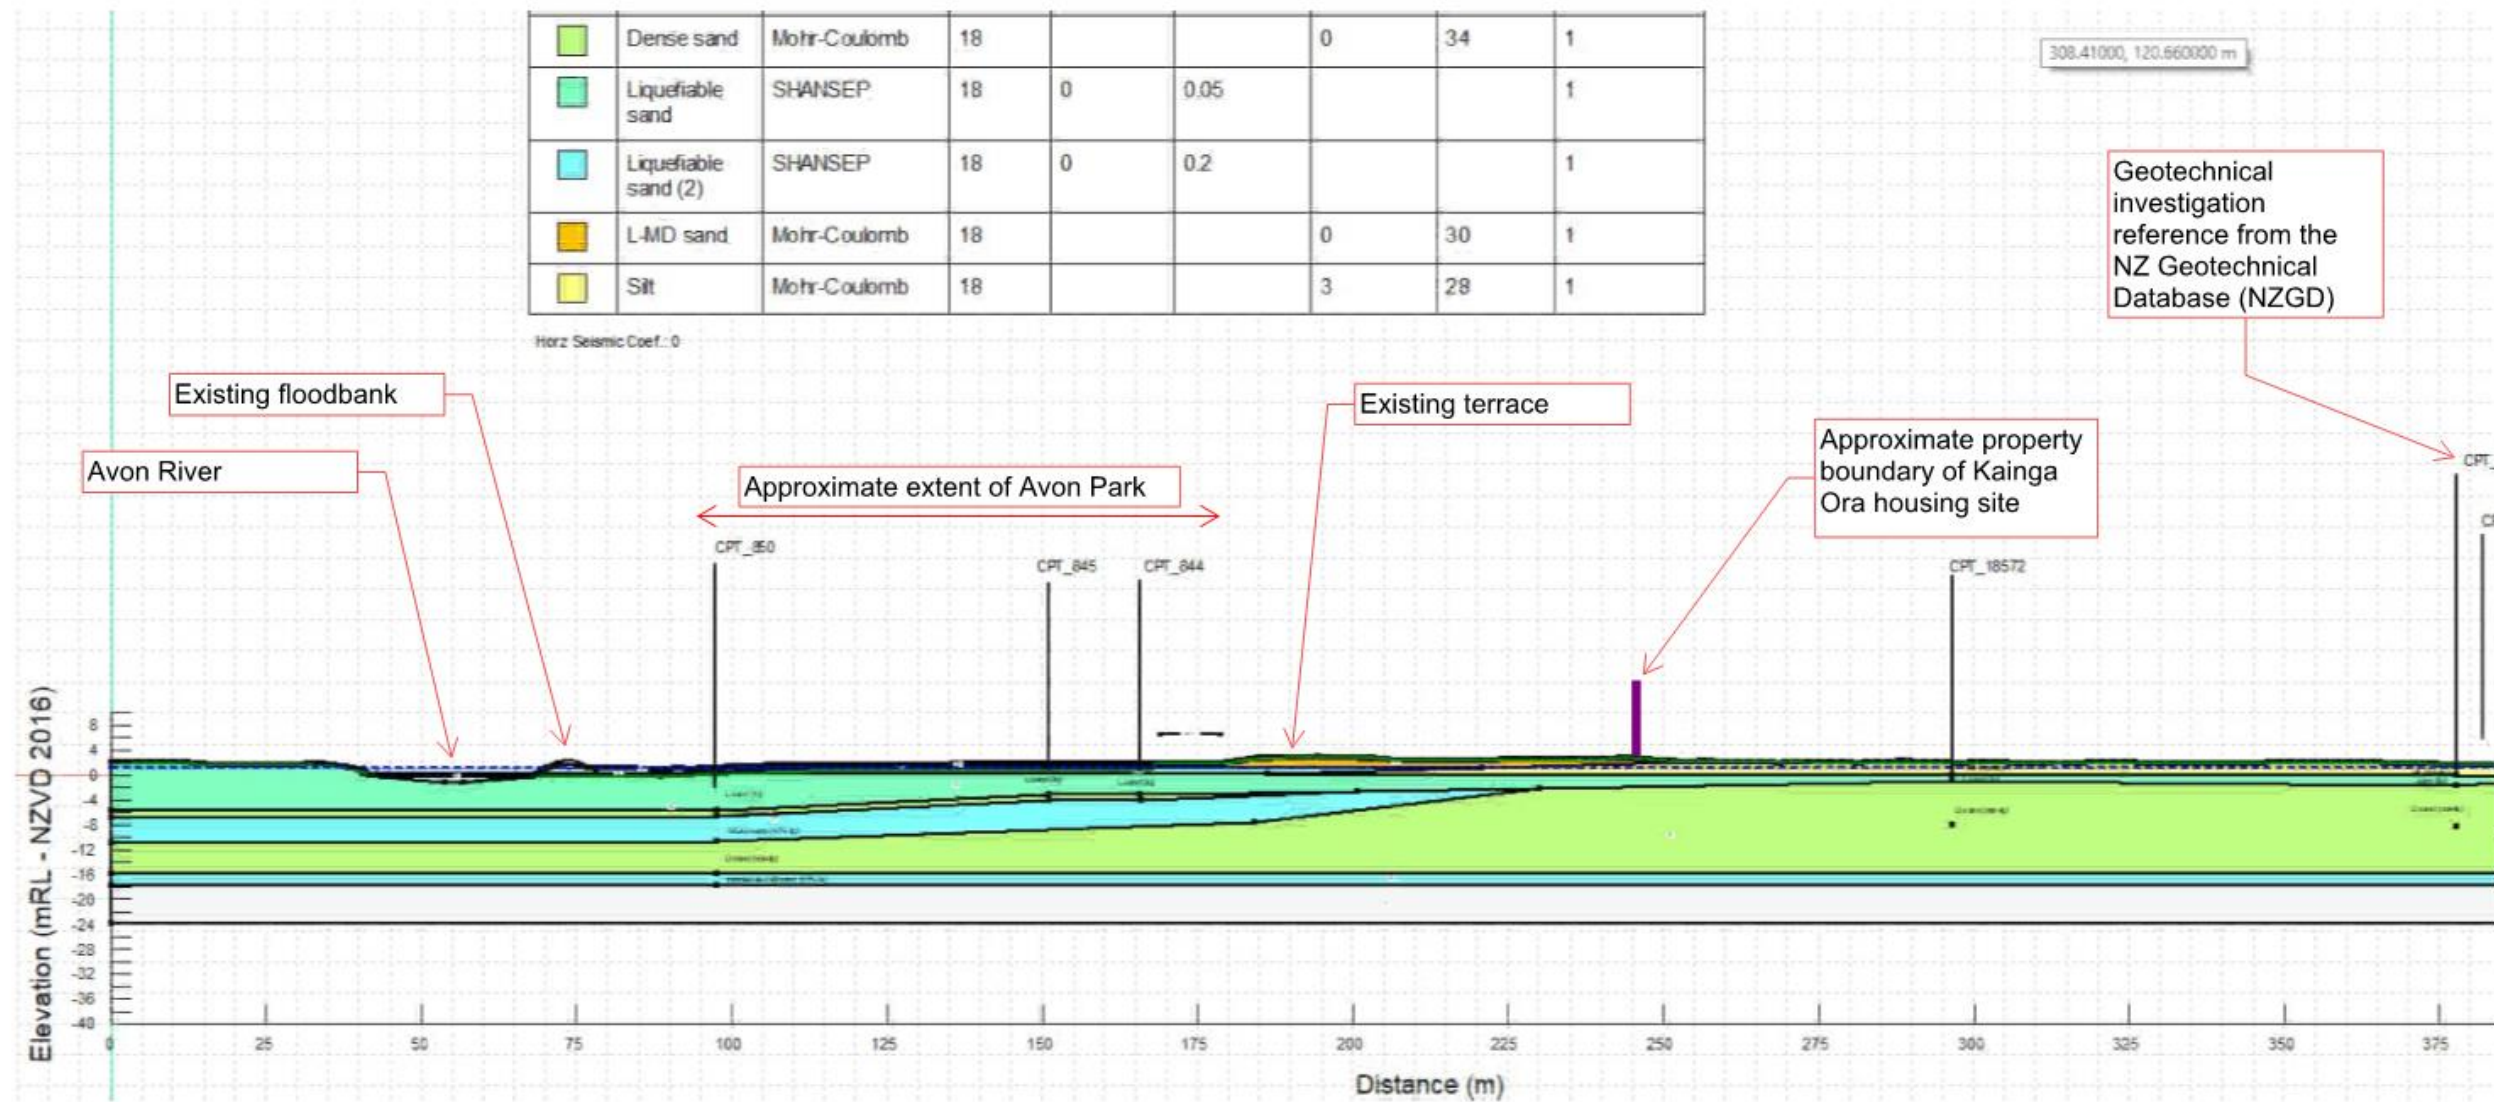 Dense sand Mohr-Coulomb 18 0 34 1
Liquefiable sand SHANSEP 18 0 0.05 1
Liquefiable sand (2) SHANSEP 18 0 0.2 1
L-MD sand Mohr-Coulomb 18 0 30 1
Silt Mohr-Coulomb 18 3 28 1
Horz Seismic Coef.: 0
308.41000, 120.660000 m
Geotechnical
investigation
reference from the
NZ Geotechnical
Database (NZGD)
Existing floodbank
Existing terrace
Avon River
Approximate extent of Avon Park
Approximate property
boundary of Kainga
Ora housing site
CPT_
CPT_850
CPT_845
CPT_844
CPT_18572
Elevation (mRL - NZVD 2016)
8
4
0
-4
-8
-12
-16
-20
-24
-28
-32
-36
-40
0 25 50 75 100 125 150 175 200 225 250 275 300 325 350 375
Distance (m)